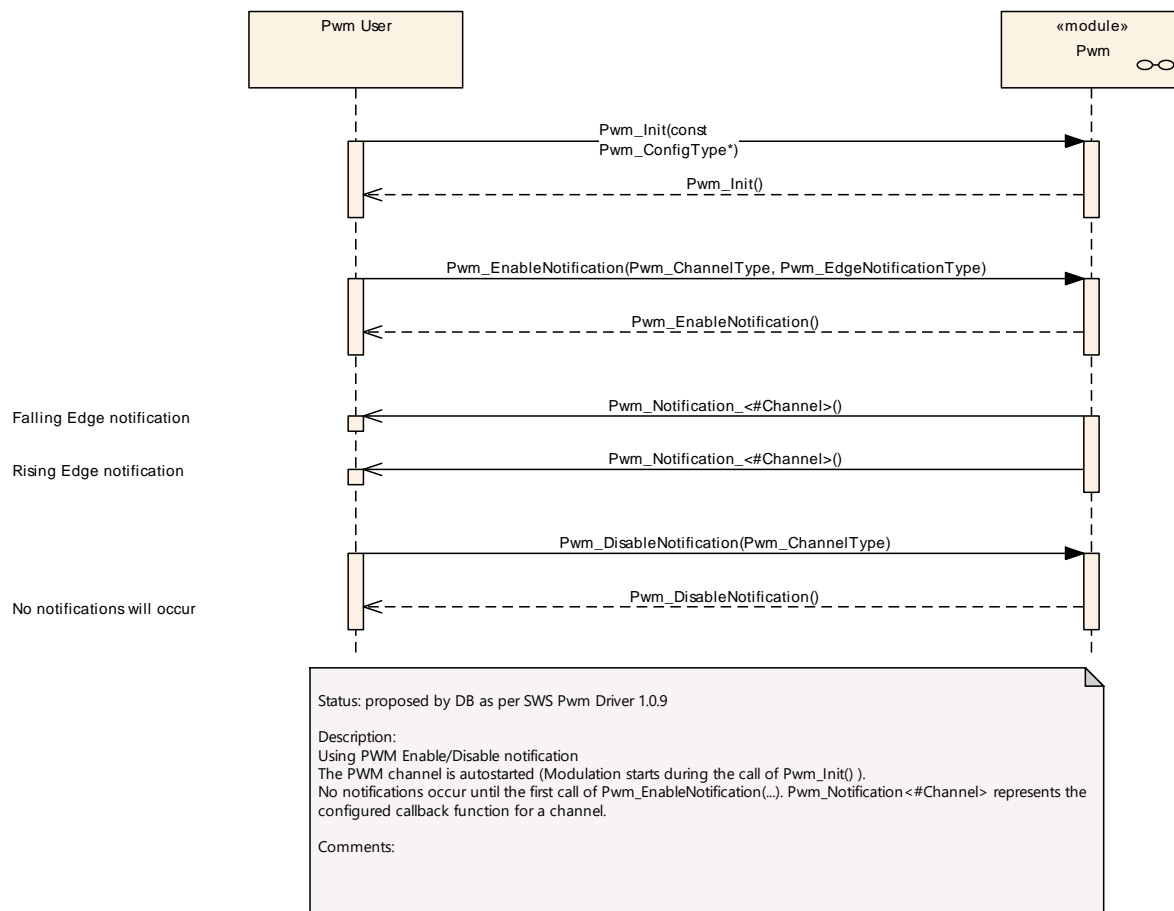 Pwm User
«module»
Pwm
Pwm_Init(const
Pwm_ConfigType*)
Pwm_Init()
Pwm_EnableNotification(Pwm_ChannelType, Pwm_EdgeNotificationType)
Pwm_EnableNotification()
Falling Edge notification
Pwm_Notification_<#Channel>()
Rising Edge notification
Pwm_Notification_<#Channel>()
Pwm_DisableNotification(Pwm_ChannelType)
No notifications will occur
Pwm_DisableNotification()
Status: proposed by DB as per SWS Pwm Driver 1.0.9
Description:
Using PWM Enable/Disable notification
The PWM channel is autostarted (Modulation starts during the call of Pwm_Init() ).
No notifications occur until the first call of Pwm_EnableNotification(...). Pwm_Notification<#Channel> represents the
configured callback function for a channel.
Comments: